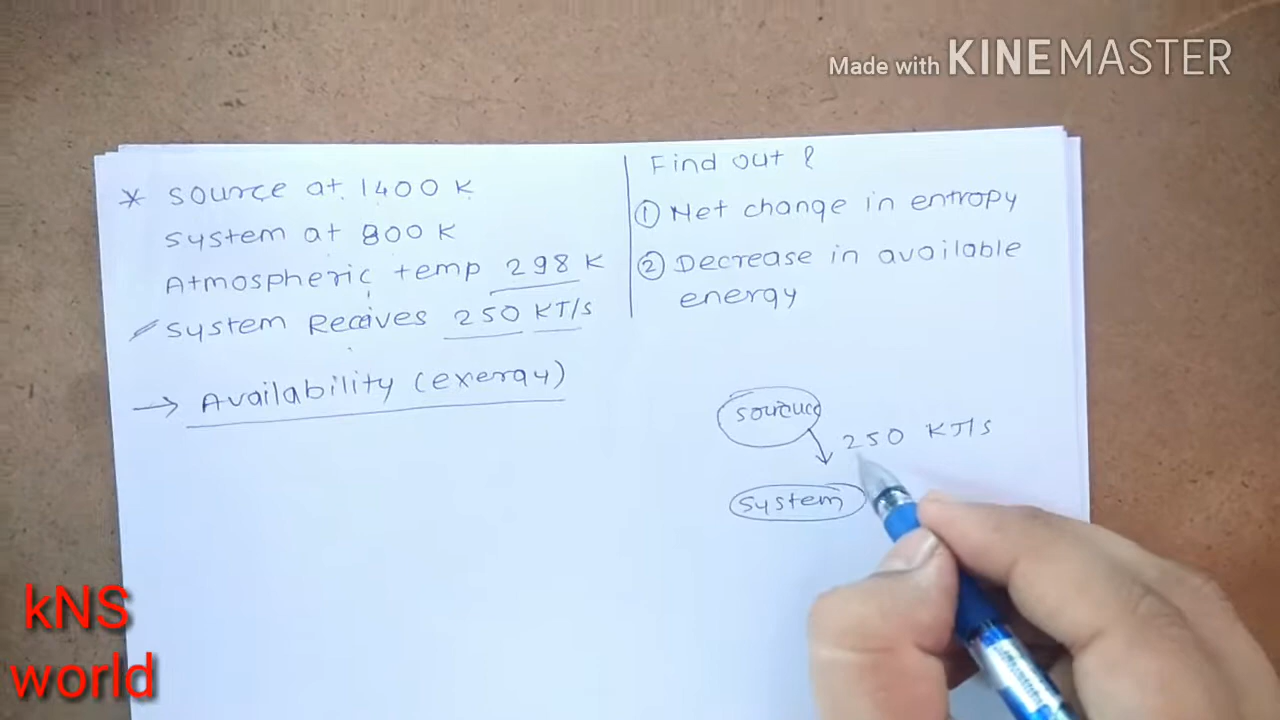 Made with KINEMASTER
* Source at 1400 K
System at 800 K
Atmospheric temp 298 K
System Receives 250 KJ/s
→ Availability (exergy)
Find out ?
① Net change in entropy
② Decrease in available
energy
250 KJ/s
System
kNS
world